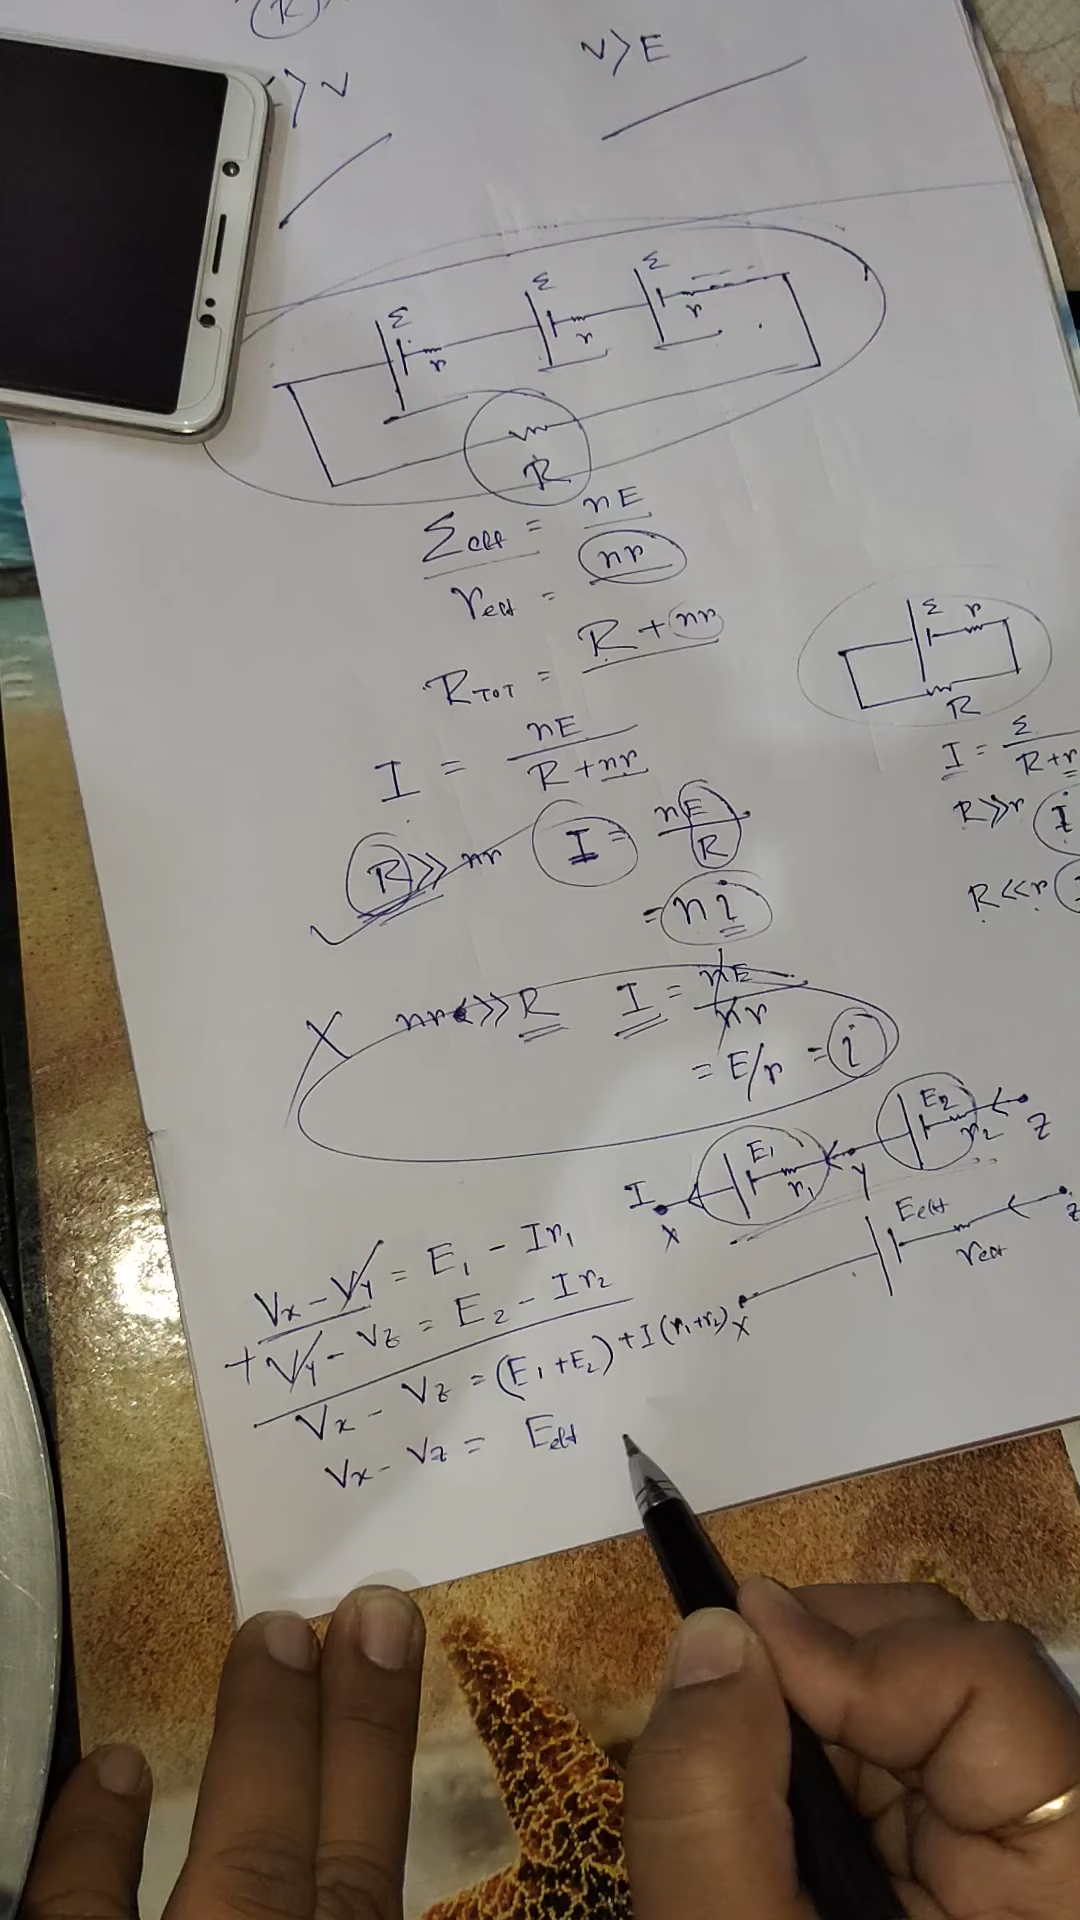 R
> V
V > E
Σ
Σ
Σ
r
r
r
R
Σeff = nE
reff = nr
RTOT = R + nr
I = nE / R + nr
R >> nr I = nE / R
= ni
X nr >> R I = nE / nr
= E/r = i
Σ r
R
I = Σ / R + r
R >> r I
R << r
I X E1 r1 Y E2 r2 Z
Eeff
X reff Z
Vx - Vy = E1 - Ir1
+ Vy - Vz = E2 - Ir2
Vx - Vz = (E1 + E2) + I (r1 + r2)
Vx - Vz = Eeff